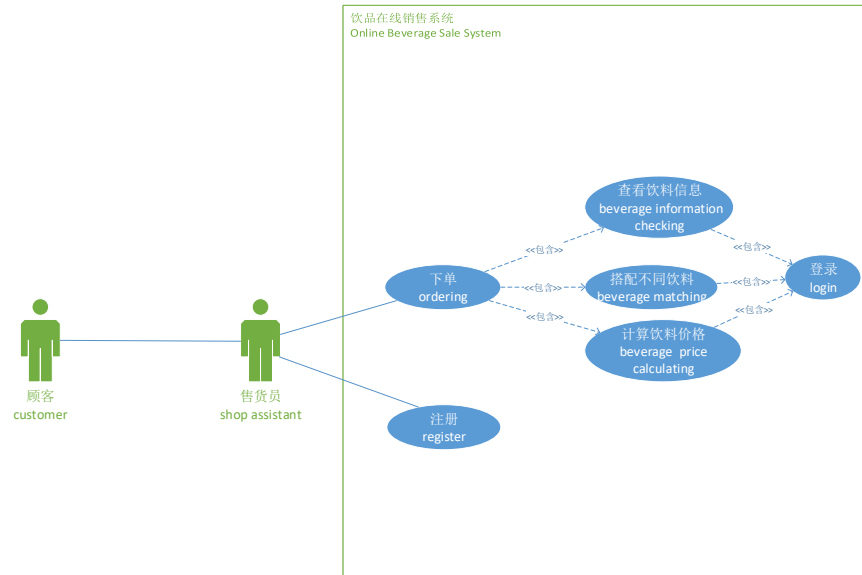 饮品在线销售系统
Online Beverage Sale System
查看饮料信息
beverage information
checking
<<包含>>
<<包含>>
下单
ordering
<<包含>>
搭配不同饮料
beverage matching
<<包含>>
登录
login
<<包含>>
计算饮料价格
beverage price
calculating
<<包含>>
顾客
customer
售货员
shop assistant
注册
register